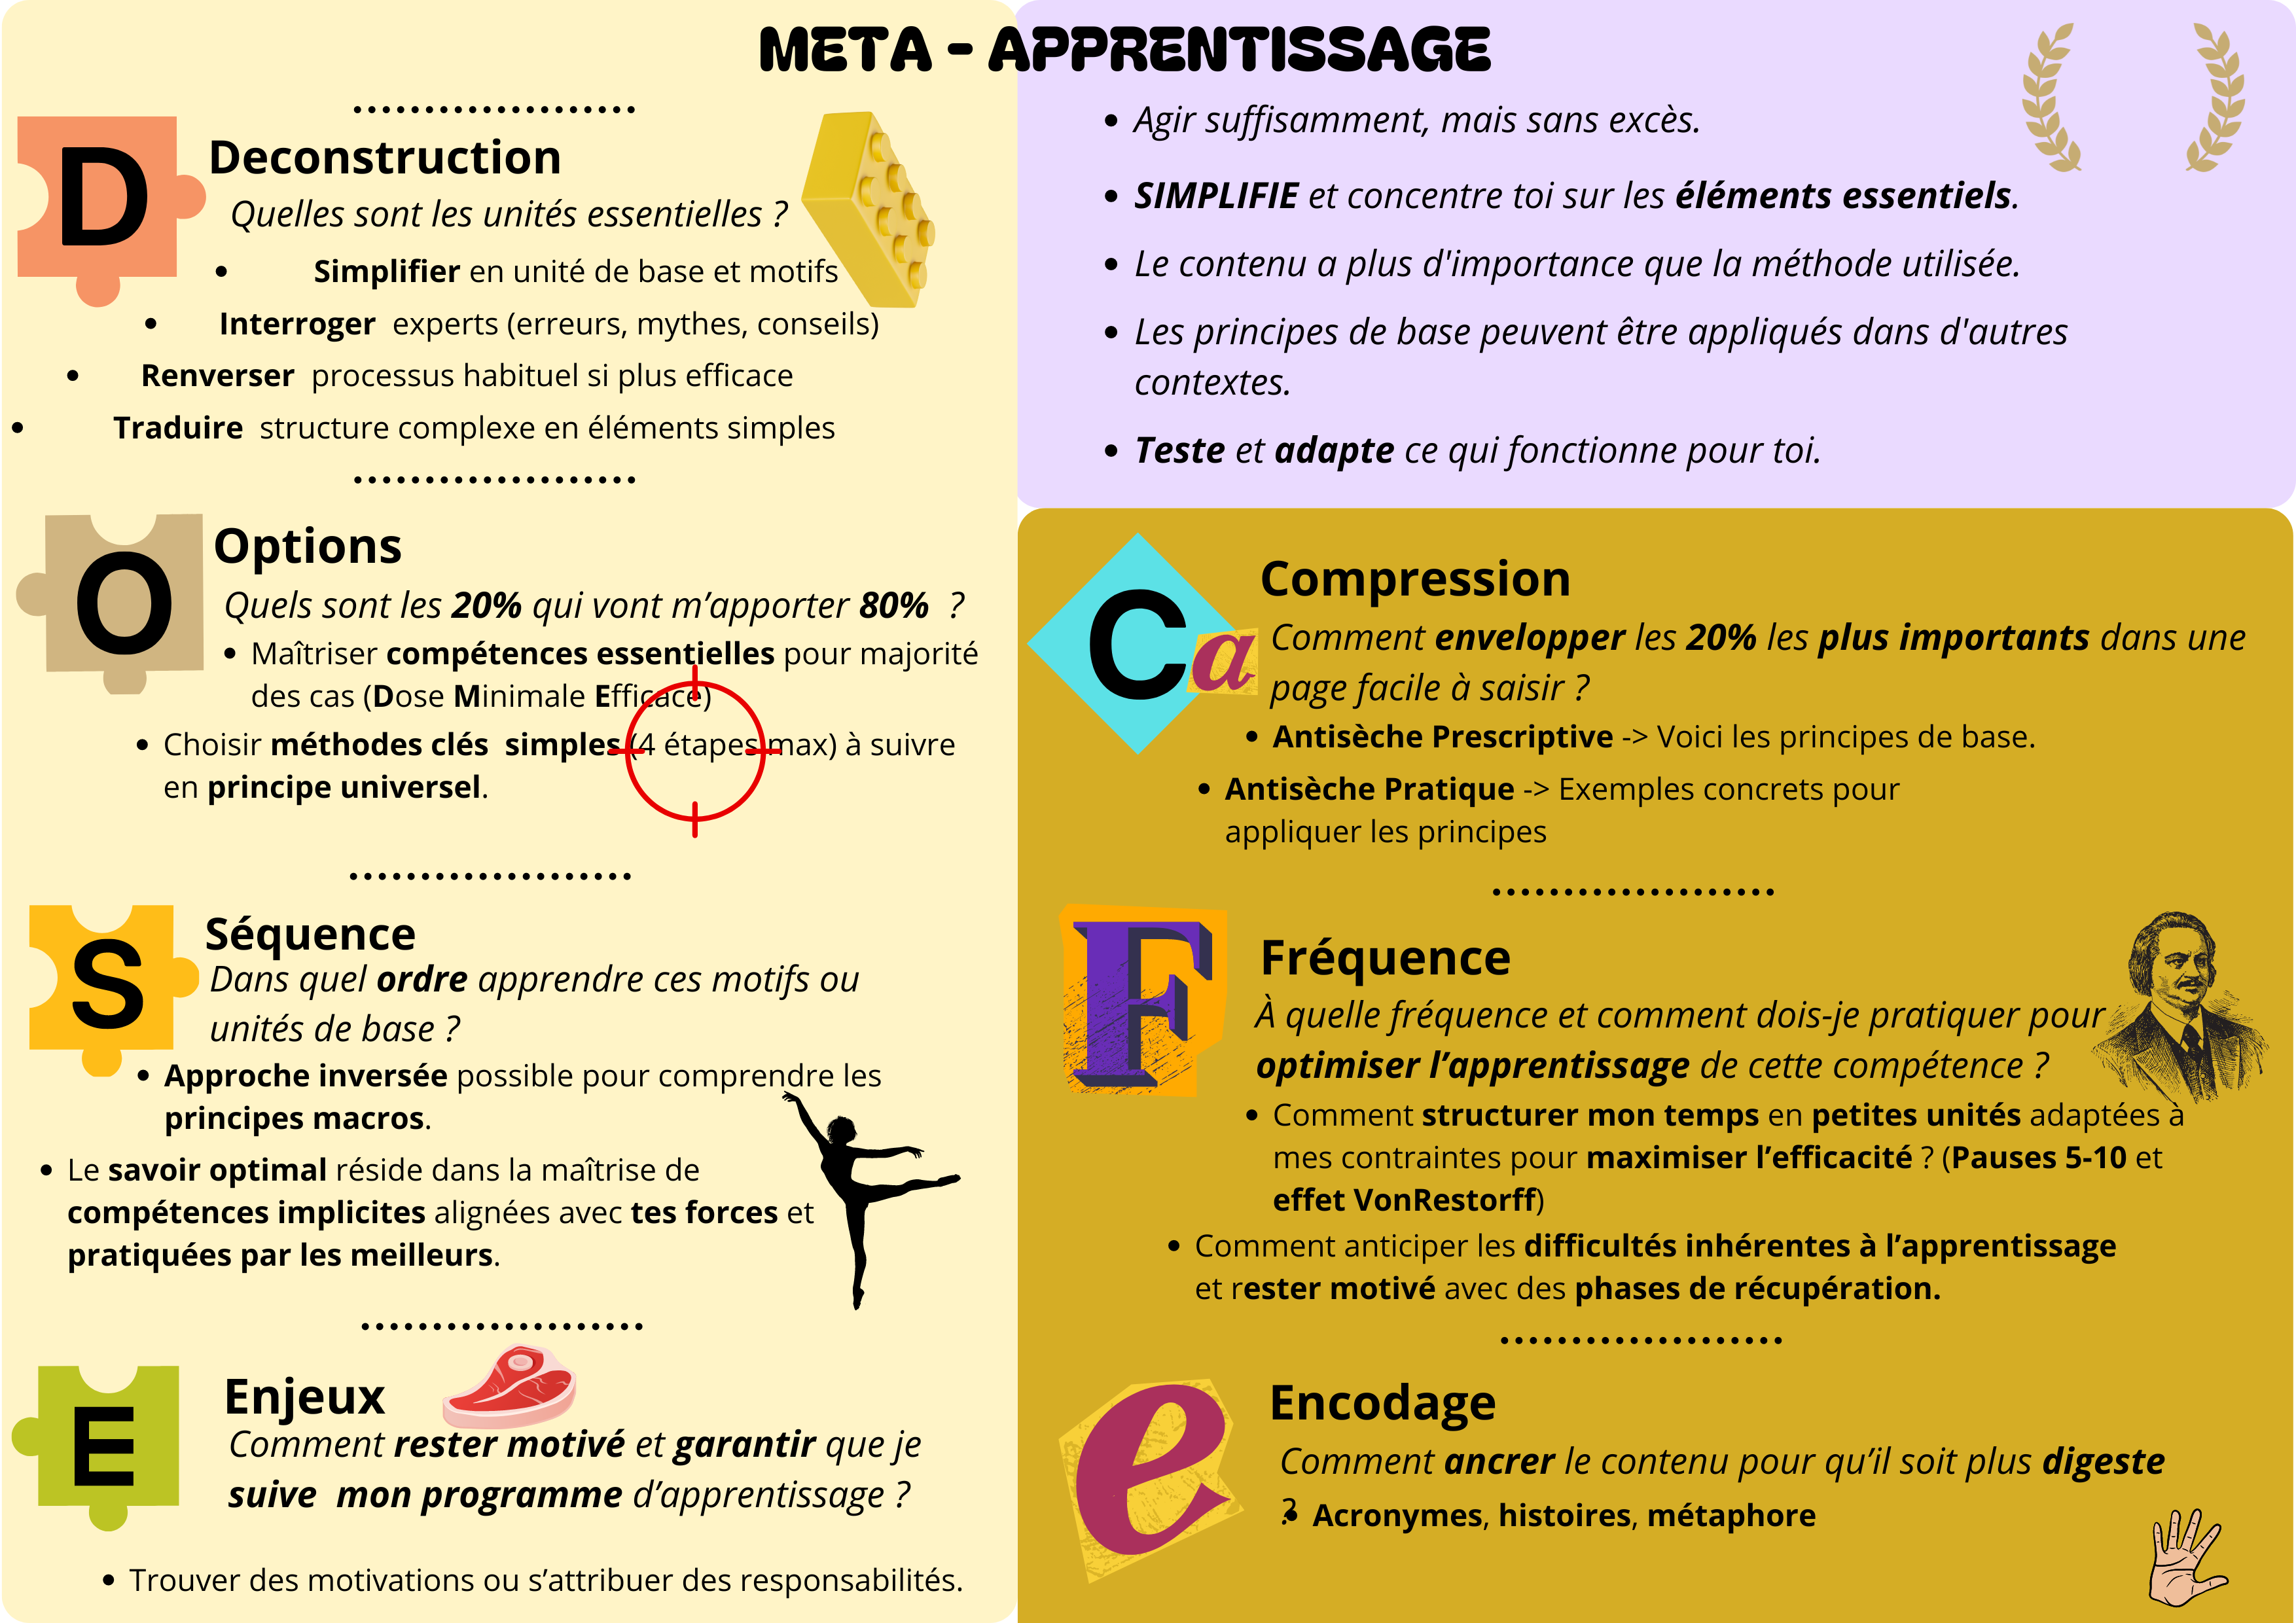 META - APPRENTISSAGE
D
Deconstruction
Quelles sont les unités essentielles ?
• Simplifier en unité de base et motifs
• Interroger experts (erreurs, mythes, conseils)
• Renverser processus habituel si plus efficace
• Traduire structure complexe en éléments simples
O
Options
Quels sont les 20% qui vont m’apporter 80% ?
• Maîtriser compétences essentielles pour majorité
des cas (Dose Minimale Efficace)
• Choisir méthodes clés simples (4 étapes max) à suivre
en principe universel.
S
Séquence
Dans quel ordre apprendre ces motifs ou
unités de base ?
• Approche inversée possible pour comprendre les
principes macros.
• Le savoir optimal réside dans la maîtrise de
compétences implicites alignées avec tes forces et
pratiquées par les meilleurs.
E
Enjeux
Comment rester motivé et garantir que je
suive mon programme d’apprentissage ?
• Trouver des motivations ou s’attribuer des responsabilités.
• Agir suffisamment, mais sans excès.
• SIMPLIFIE et concentre toi sur les éléments essentiels.
• Le contenu a plus d'importance que la méthode utilisée.
• Les principes de base peuvent être appliqués dans d'autres
contextes.
• Teste et adapte ce qui fonctionne pour toi.
Ca
Compression
Comment envelopper les 20% les plus importants dans une
page facile à saisir ?
• Antisèche Prescriptive -> Voici les principes de base.
• Antisèche Pratique -> Exemples concrets pour
appliquer les principes
F
Fréquence
À quelle fréquence et comment dois-je pratiquer pour
optimiser l’apprentissage de cette compétence ?
• Comment structurer mon temps en petites unités adaptées à
mes contraintes pour maximiser l’efficacité ? (Pauses 5-10 et
effet VonRestorff)
• Comment anticiper les difficultés inhérentes à l’apprentissage
et rester motivé avec des phases de récupération.
e
Encodage
Comment ancrer le contenu pour qu’il soit plus digeste
?
• Acronymes, histoires, métaphore